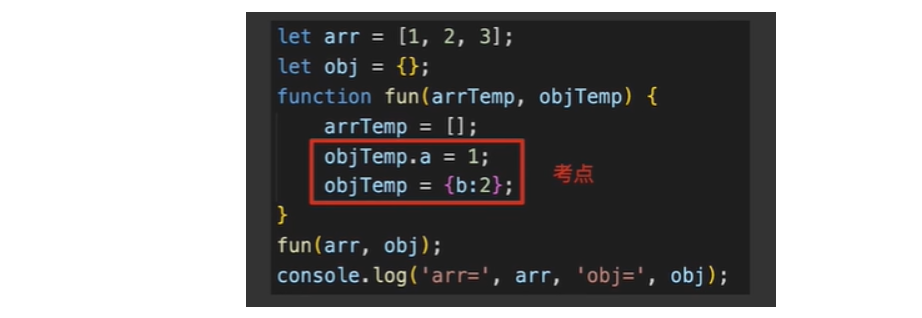 let arr = [1, 2, 3];
let obj = {};
function fun(arrTemp, objTemp) {
    arrTemp = [];
    objTemp.a = 1;
    objTemp = {b:2};
考点
}
fun(arr, obj);
console.log('arr=', arr, 'obj=', obj);